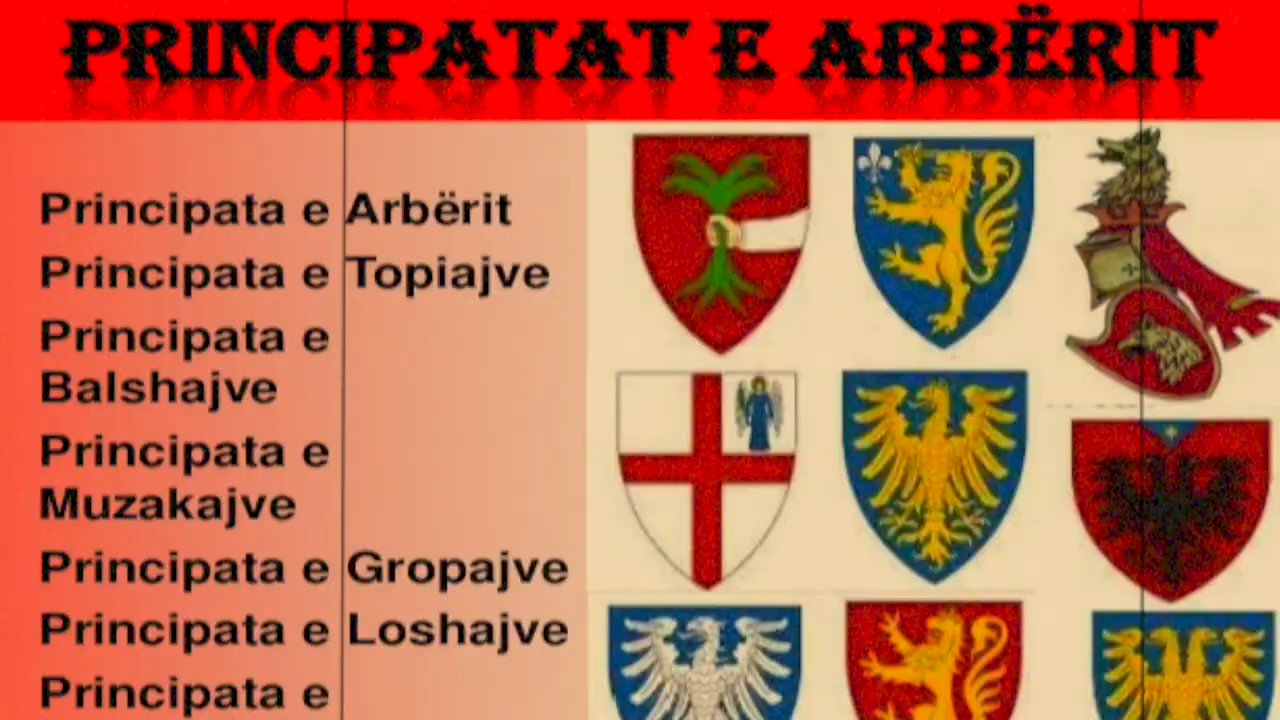 PRINCIPATAT E ARBËRIT
Principata e Arbërit
Principata e Topiajve
Principata e
Balshajve
Principata e
Muzakajve
Principata e Gropajve
Principata e Loshajve
Principata e